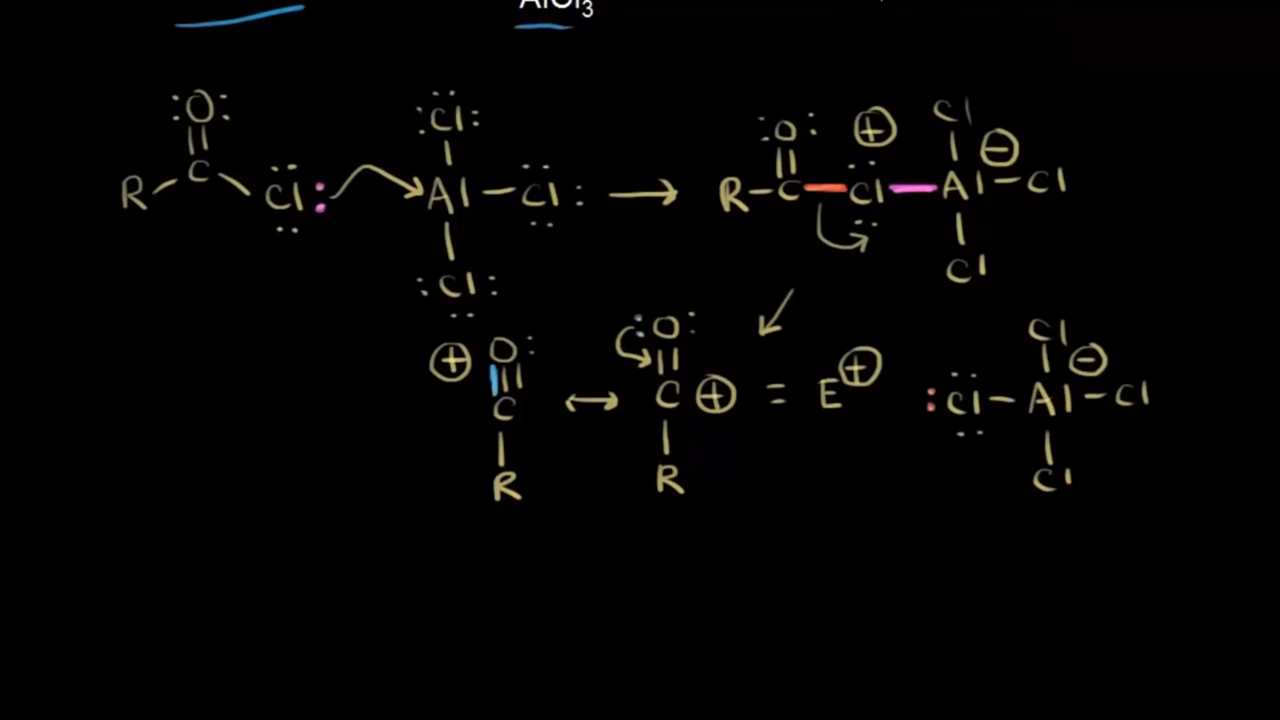 AlCl3
:O: :Cl: :O: ⊕ Cl ⊖
R-C-Cl: Al-Cl: → R-C-Cl-Al-Cl
:Cl: Cl
⊕ O: ↔ :O: Cl ⊖
C C ⊕ = E⊕ :Cl-Al-Cl
R R Cl